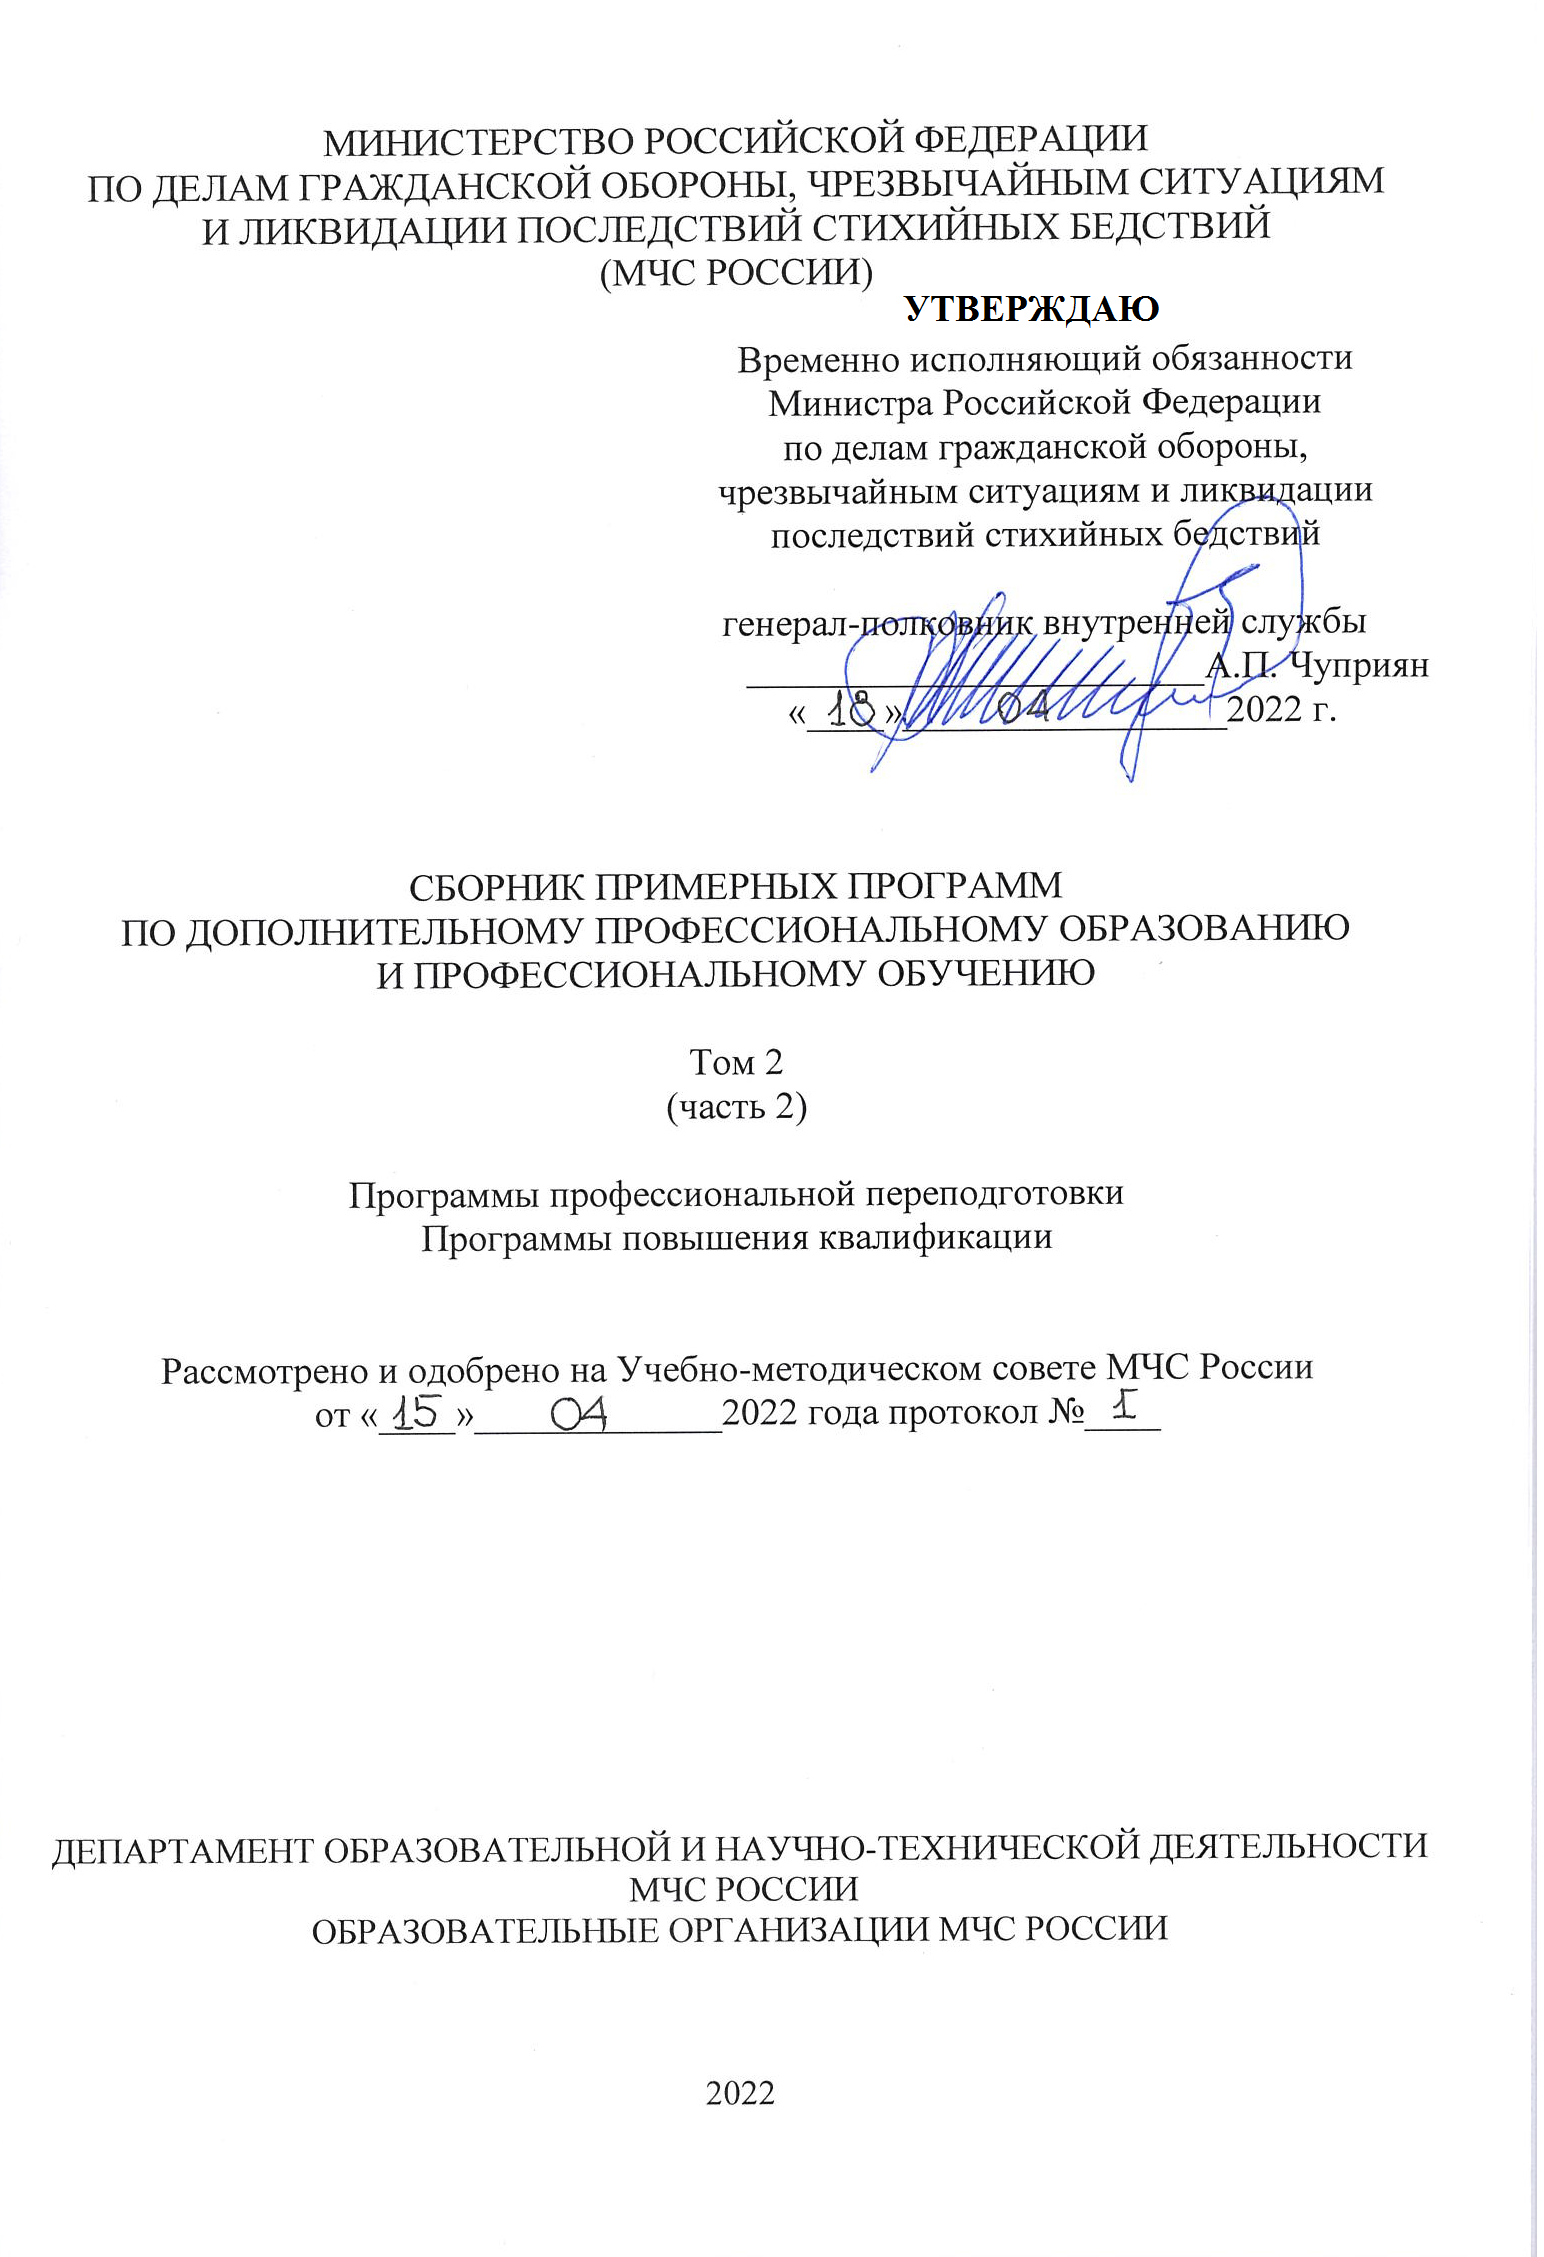 МИНИСТЕРСТВО РОССИЙСКОЙ ФЕДЕРАЦИИ
ПО ДЕЛАМ ГРАЖДАНСКОЙ ОБОРОНЫ, ЧРЕЗВЫЧАЙНЫМ СИТУАЦИЯМ
И ЛИКВИДАЦИИ ПОСЛЕДСТВИЙ СТИХИЙНЫХ БЕДСТВИЙ
(МЧС РОССИИ)
УТВЕРЖДАЮ
Временно исполняющий обязанности
Министра Российской Федерации
по делам гражданской обороны,
чрезвычайным ситуациям и ликвидации
последствий стихийных бедствий
генерал-полковник внутренней службы
А.П. Чуприян
« 18 » 04 2022 г.
СБОРНИК ПРИМЕРНЫХ ПРОГРАММ
ПО ДОПОЛНИТЕЛЬНОМУ ПРОФЕССИОНАЛЬНОМУ ОБРАЗОВАНИЮ
И ПРОФЕССИОНАЛЬНОМУ ОБУЧЕНИЮ
Том 2
(часть 2)
Программы профессиональной переподготовки
Программы повышения квалификации
Рассмотрено и одобрено на Учебно-методическом совете МЧС России
от « 15 » 04 2022 года протокол № 1
ДЕПАРТАМЕНТ ОБРАЗОВАТЕЛЬНОЙ И НАУЧНО-ТЕХНИЧЕСКОЙ ДЕЯТЕЛЬНОСТИ
МЧС РОССИИ
ОБРАЗОВАТЕЛЬНЫЕ ОРГАНИЗАЦИИ МЧС РОССИИ
2022